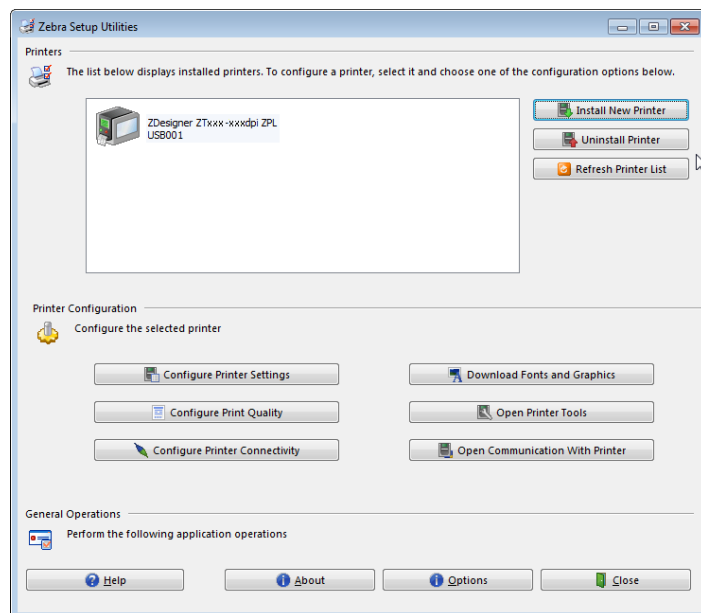 Zebra Setup Utilities
Printers
The list below displays installed printers. To configure a printer, select it and choose one of the configuration options below.
ZDesigner ZTxxx-xxxdpi ZPL
USB001
Install New Printer
Uninstall Printer
Refresh Printer List
Printer Configuration
Configure the selected printer
Configure Printer Settings
Download Fonts and Graphics
Configure Print Quality
Open Printer Tools
Configure Printer Connectivity
Open Communication With Printer
General Operations
Perform the following application operations
Help
About
Options
Close